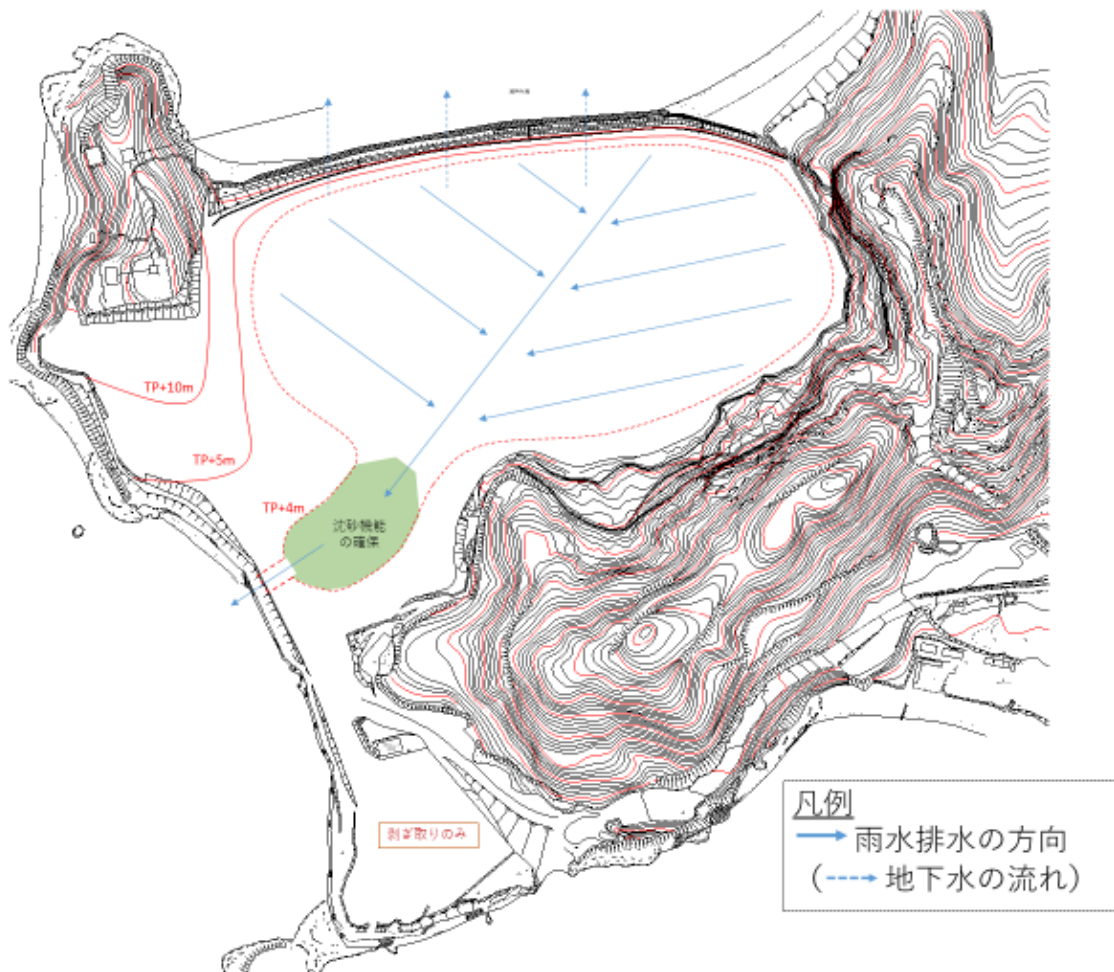 TP+10m
TP+5m
TP+4m
沈砂機能
の確保
剥ぎ取りのみ
凡例
雨水排水の方向
(地下水の流れ)